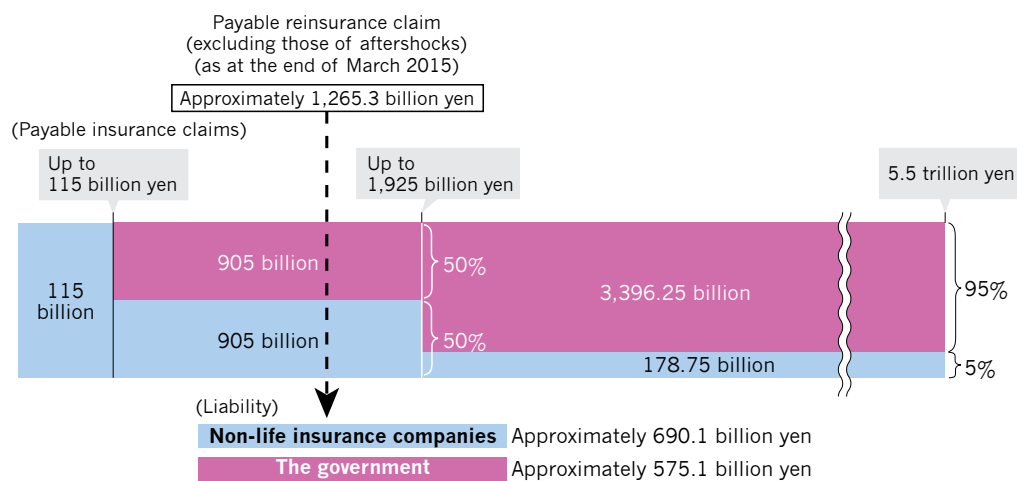 Payable reinsurance claim
(excluding those of aftershocks)
(as at the end of March 2015)
Approximately 1,265.3 billion yen
(Payable insurance claims)
Up to
115 billion yen
Up to
1,925 billion yen
5.5 trillion yen
115
billion
905 billion
50%
905 billion
50%
3,396.25 billion
95%
178.75 billion
5%
(Liability)
Non-life insurance companies Approximately 690.1 billion yen
The government Approximately 575.1 billion yen